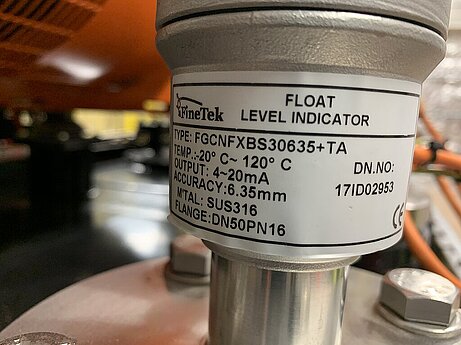 FineTek
FLOAT
LEVEL INDICATOR
TYPE: FGCNFXBS30635+TA
TEMP.:-20° C~ 120° C
OUTPUT: 4~20mA
ACCURACY:6.35mm
M'TAL: SUS316
FLANGE:DN50PN16
DN.NO:
17ID02953
CE